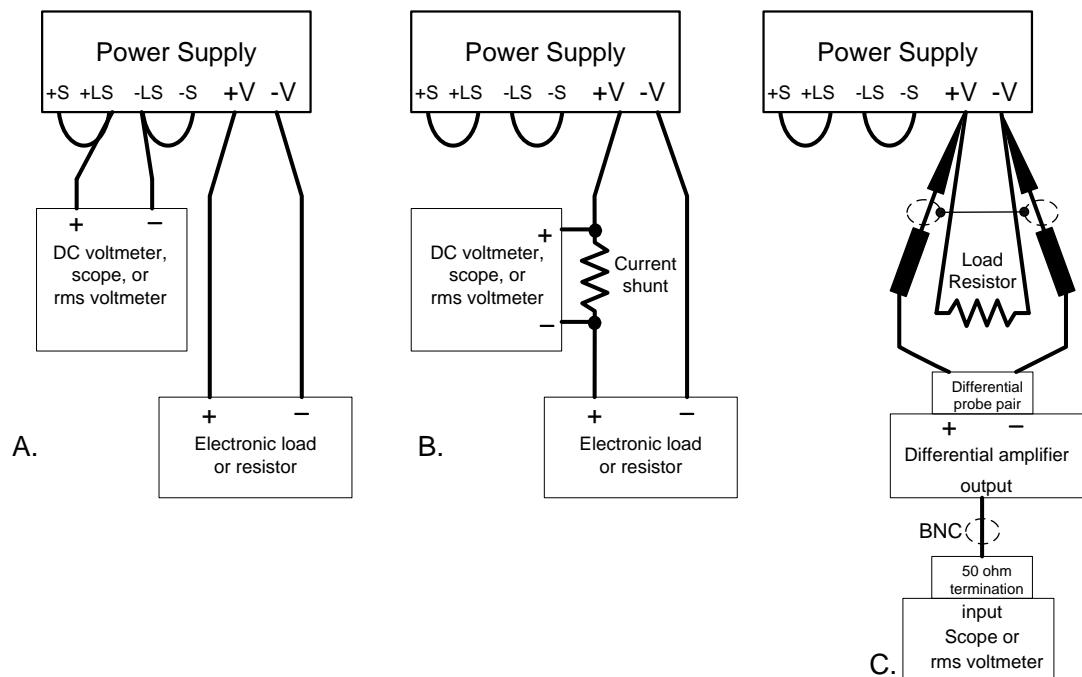 Power Supply
+S +LS -LS -S +V -V
+ −
DC voltmeter,
scope, or
rms voltmeter
+ −
Electronic load
or resistor
A.
Power Supply
+S +LS -LS -S +V -V
+
DC voltmeter,
scope, or
rms voltmeter
−
Current
shunt
+ −
Electronic load
or resistor
B.
Power Supply
+S +LS -LS -S +V -V
Load
Resistor
Differential
probe pair
+ −
Differential amplifier
output
BNC
50 ohm
termination
input
Scope or
rms voltmeter
C.